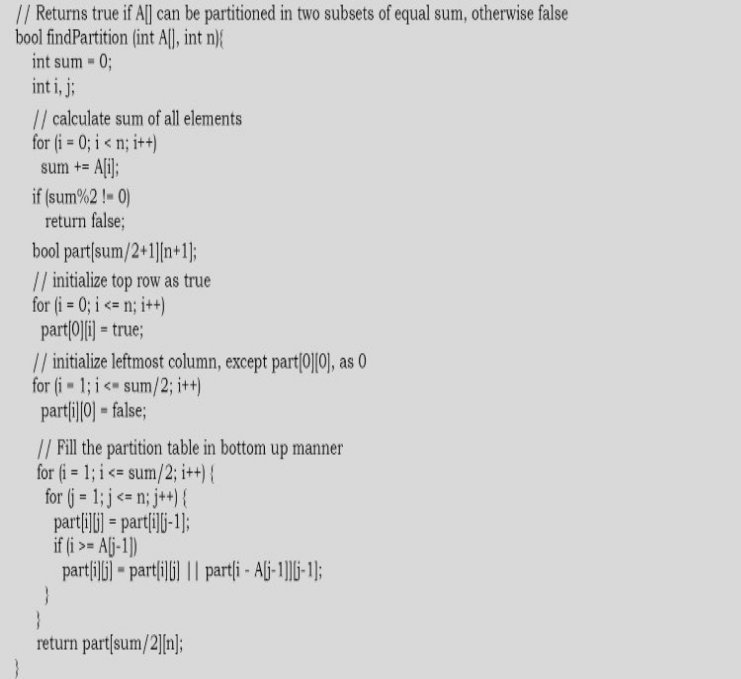 // Returns true if A[] can be partitioned in two subsets of equal sum, otherwise false
bool findPartition (int A[], int n){
int sum = 0;
int i, j;
// calculate sum of all elements
for (i = 0; i < n; i++)
sum += A[i];
if (sum%2 != 0)
return false;
bool part[sum/2+1][n+1];
// initialize top row as true
for (i = 0; i <= n; i++)
part[0][i] = true;
// initialize leftmost column, except part[0][0], as 0
for (i = 1; i <= sum/2; i++)
part[i][0] = false;
// Fill the partition table in bottom up manner
for (i = 1; i <= sum/2; i++) {
for (j = 1; j <= n; j++) {
part[i][j] = part[i][j-1];
if (i >= A[j-1])
part[i][j] = part[i][j] || part[i - A[j-1]][j-1];
}
}
return part[sum/2][n];
}